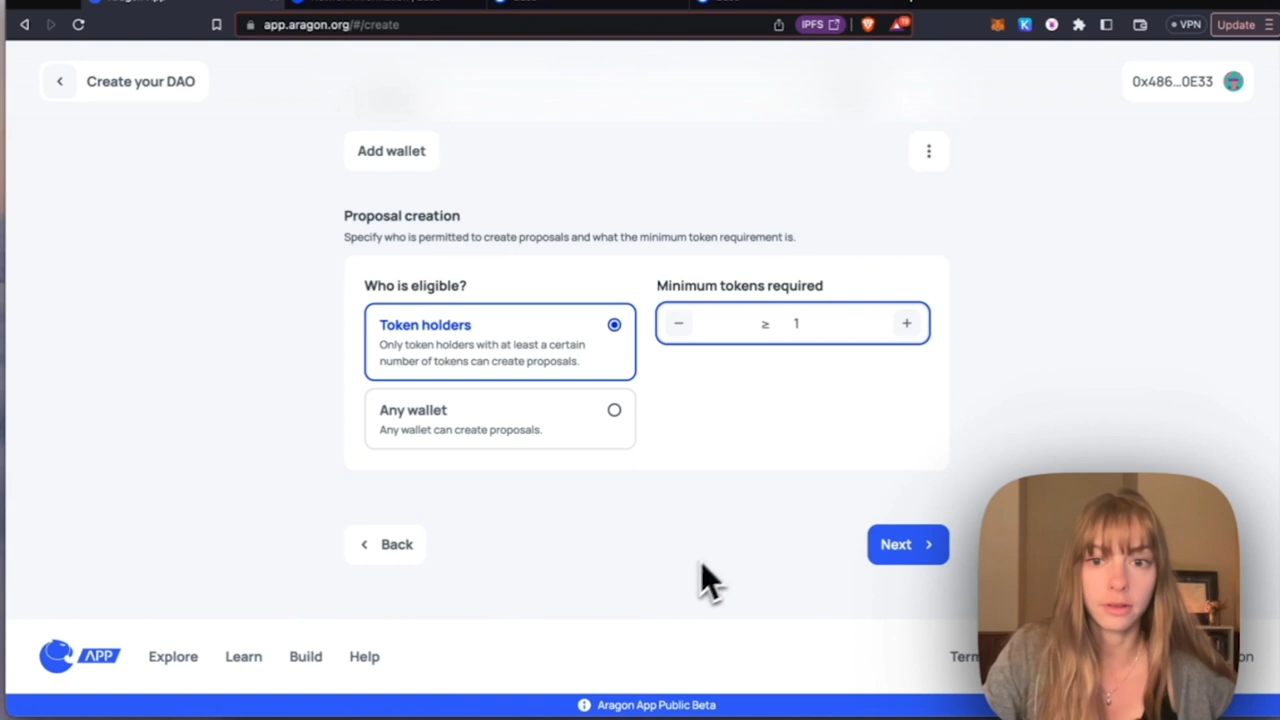 app.aragon.org/#/create
IPFS
VPN
Update
Create your DAO
0x486...0E33
Add wallet
Proposal creation
Specify who is permitted to create proposals and what the minimum token requirement is.
Who is eligible?
Minimum tokens required
Token holders
Only token holders with at least a certain
number of tokens can create proposals.
− ≥ 1 +
Any wallet
Any wallet can create proposals.
Back
Next
APP
Explore
Learn
Build
Help
Aragon App Public Beta